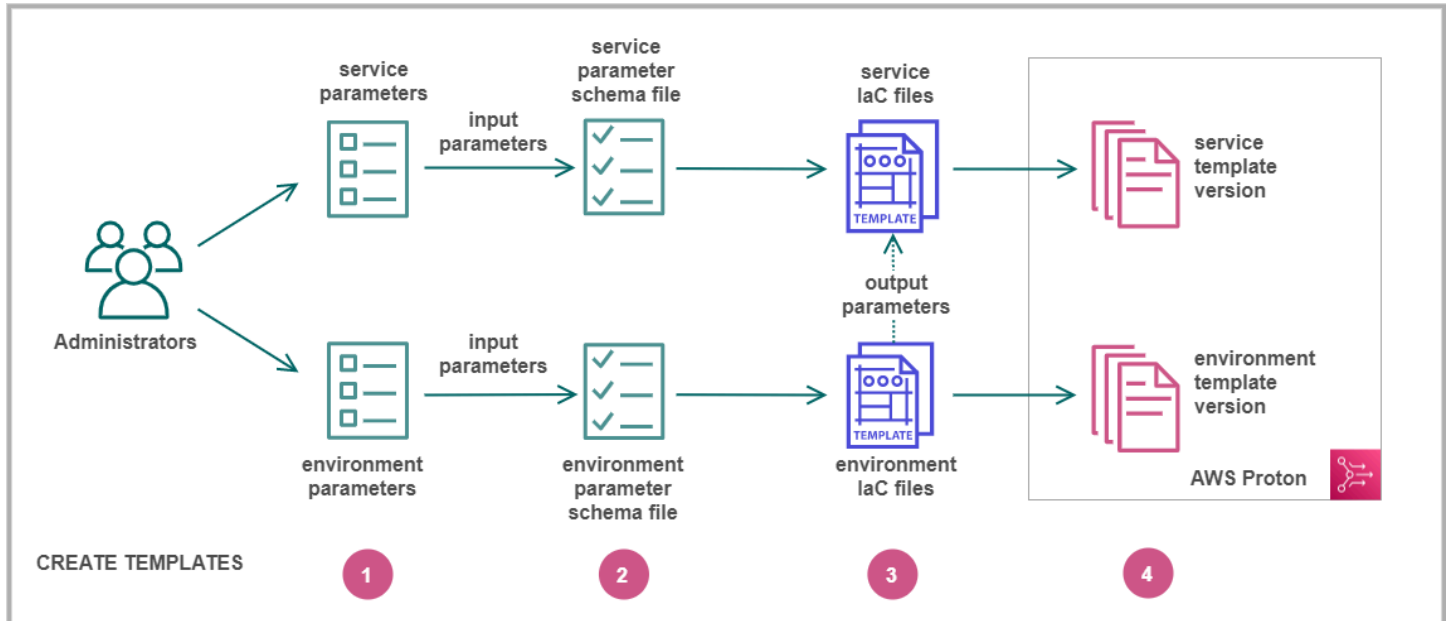 service
parameters
input
parameters
service
parameter
schema file
service
IaC files
TEMPLATE
service
template
version
Administrators
output
parameters
input
parameters
environment
parameters
environment
parameter
schema file
TEMPLATE
environment
IaC files
environment
template
version
AWS Proton
CREATE TEMPLATES
1
2
3
4